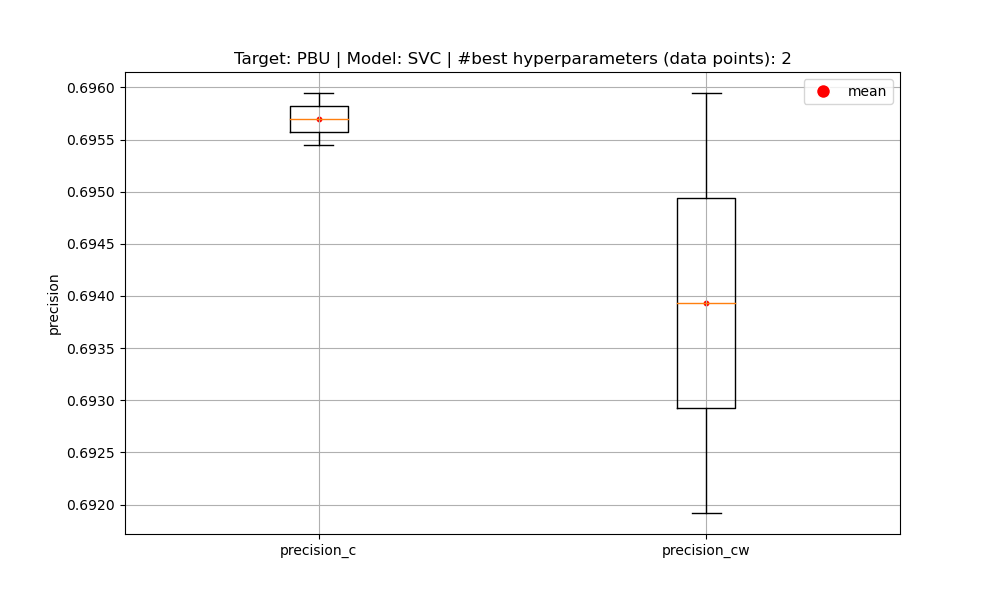 Target: PBU | Model: SVC | #best hyperparameters (data points): 2
mean
0.6960
0.6955
0.6950
0.6945
0.6940
0.6935
0.6930
0.6925
0.6920
precision
precision_c
precision_cw